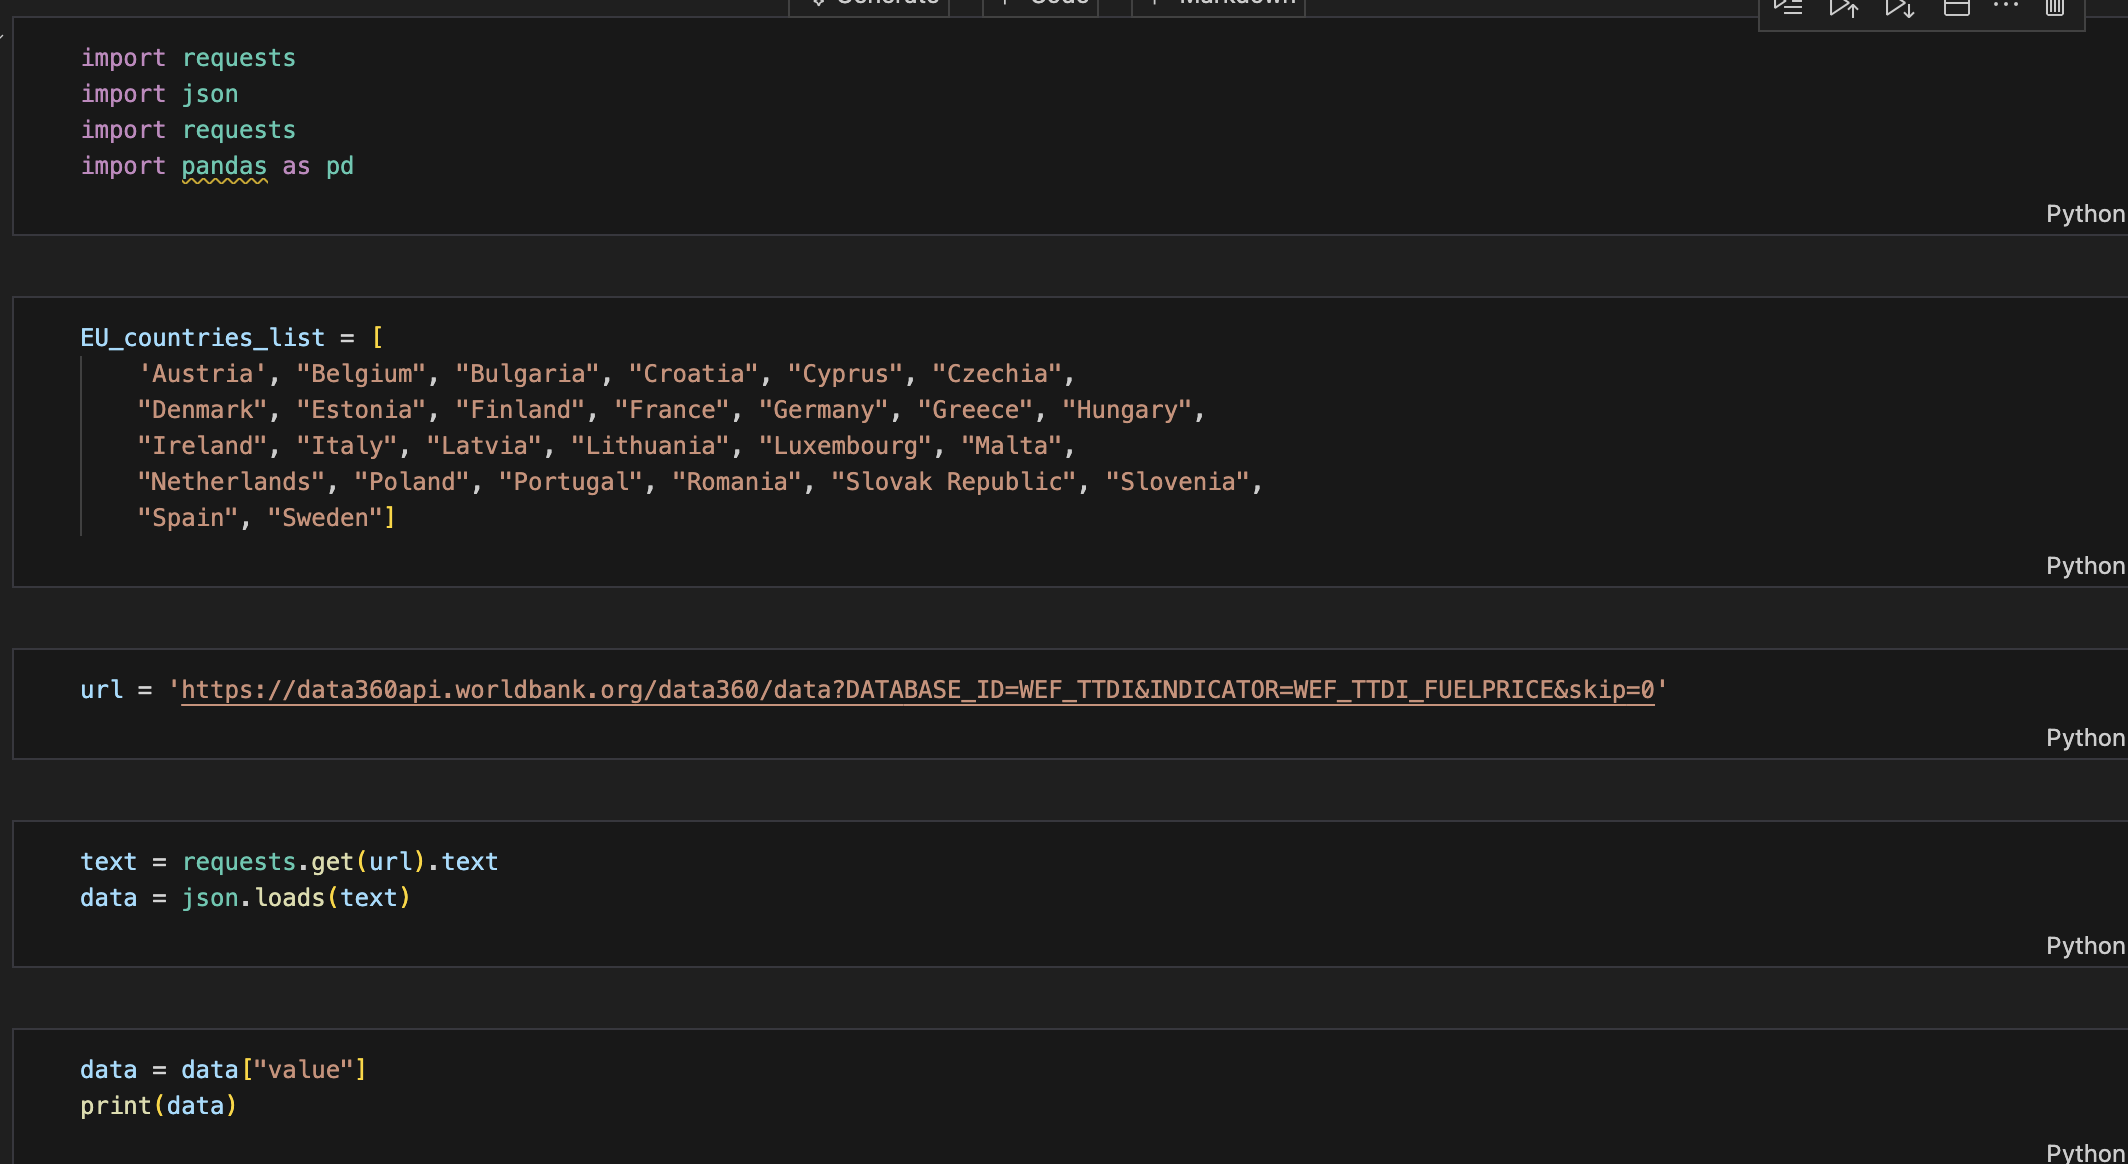 Generate Code Markdown
import requests
import json
import requests
import pandas as pd
Python
EU_countries_list = [
'Austria', "Belgium", "Bulgaria", "Croatia", "Cyprus", "Czechia",
"Denmark", "Estonia", "Finland", "France", "Germany", "Greece", "Hungary",
"Ireland", "Italy", "Latvia", "Lithuania", "Luxembourg", "Malta",
"Netherlands", "Poland", "Portugal", "Romania", "Slovak Republic", "Slovenia",
"Spain", "Sweden"]
Python
url = 'https://data360api.worldbank.org/data360/data?DATABASE_ID=WEF_TTDI&INDICATOR=WEF_TTDI_FUELPRICE&skip=0'
Python
text = requests.get(url).text
data = json.loads(text)
Python
data = data["value"]
print(data)
Python